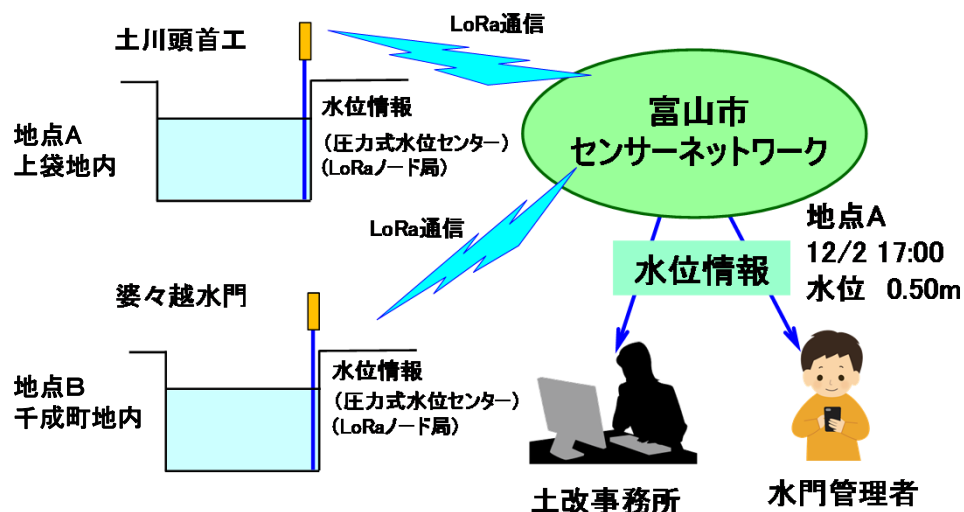 土川頭首工
地点A
上袋地内
水位情報
(圧力式水位センター)
(LoRaノード局)
LoRa通信
富山市
センサーネットワーク
LoRa通信
婆々越水門
地点B
千成町地内
水位情報
(圧力式水位センター)
(LoRaノード局)
水位情報
地点A
12/2 17:00
水位 0.50m
土改事務所
水門管理者